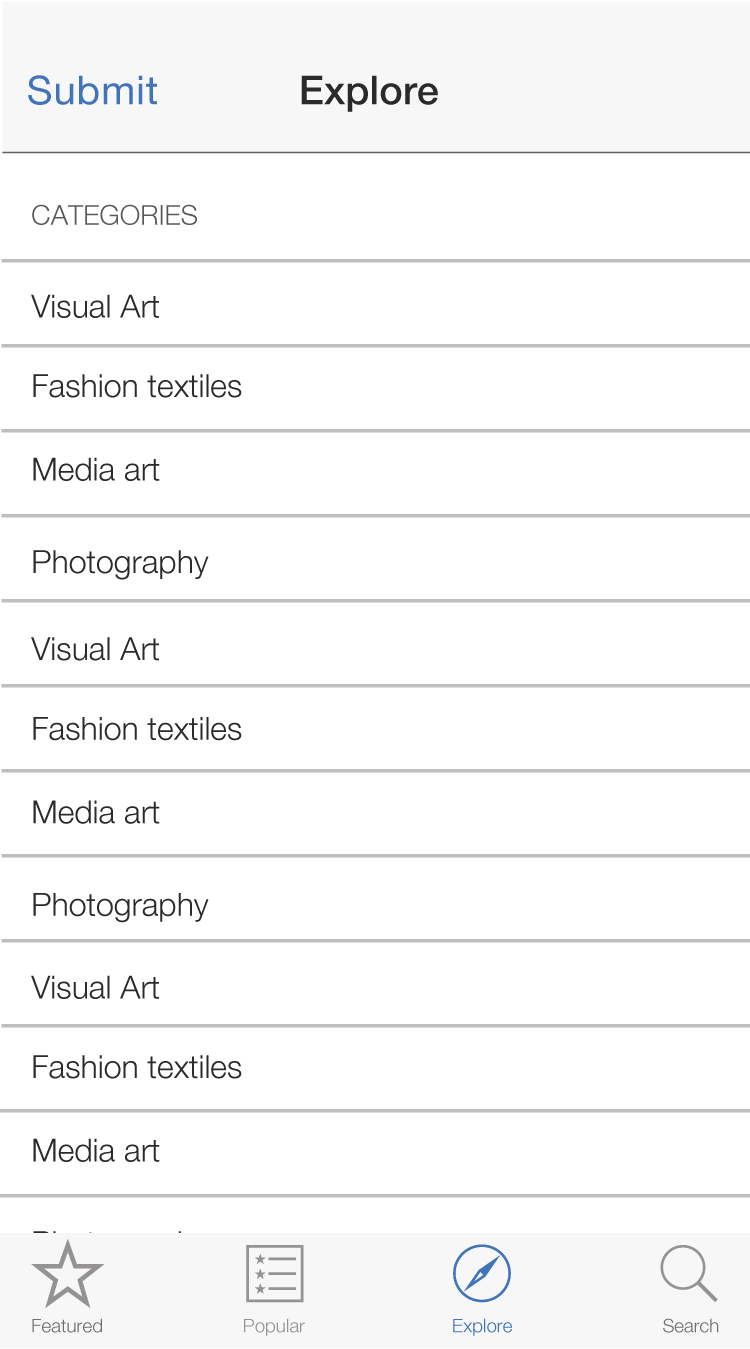 Submit
Explore
CATEGORIES
Visual Art
Fashion textiles
Media art
Photography
Visual Art
Fashion textiles
Media art
Photography
Visual Art
Fashion textiles
Media art
Featured
Popular
Explore
Search